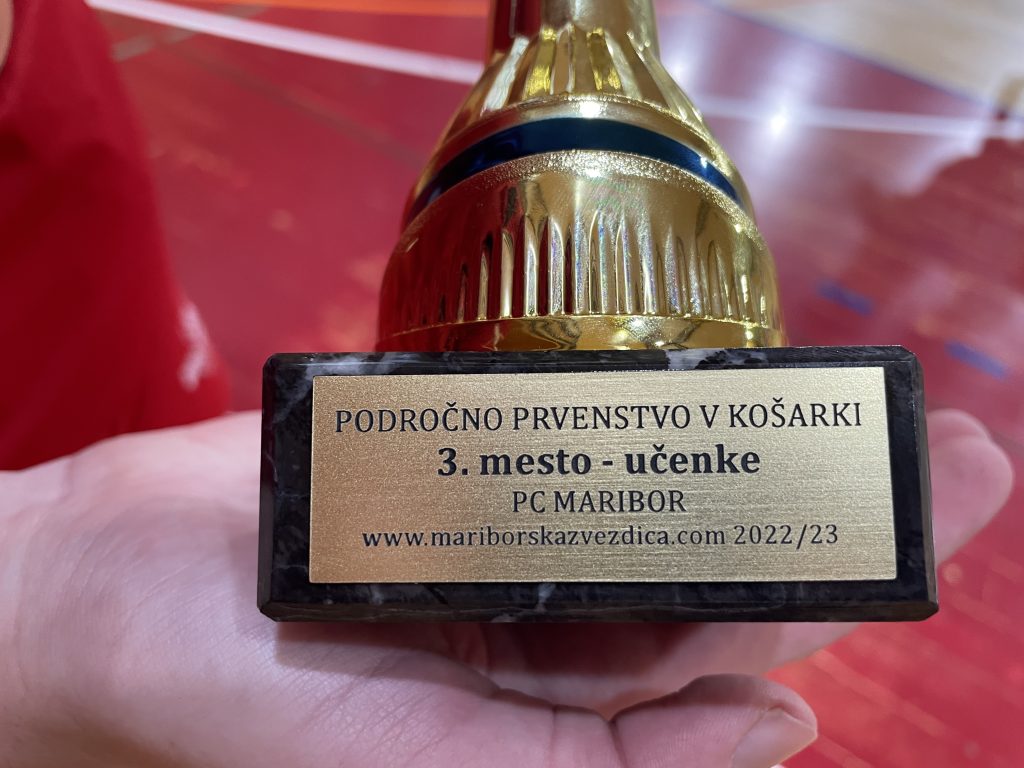 PODROČNO PRVENSTVO V KOŠARKI
3. mesto - učenke
PC MARIBOR
www.mariborskazvezdica.com 2022/23